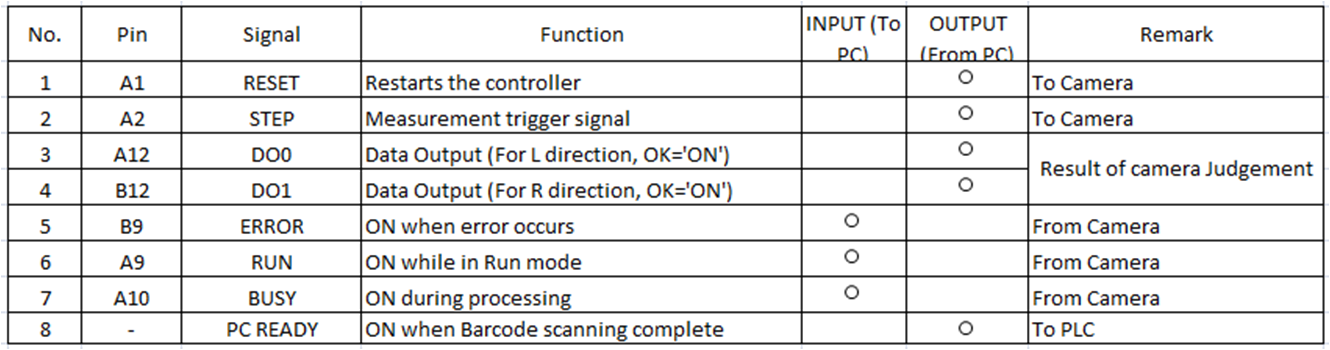 No. Pin Signal Function INPUT (To PC) OUTPUT (From PC) Remark
1 A1 RESET Restarts the controller ○ To Camera
2 A2 STEP Measurement trigger signal ○ To Camera
3 A12 DO0 Data Output (For L direction, OK='ON') ○ Result of camera Judgement
4 B12 DO1 Data Output (For R direction, OK='ON') ○
5 B9 ERROR ON when error occurs ○ From Camera
6 A9 RUN ON while in Run mode ○ From Camera
7 A10 BUSY ON during processing ○ From Camera
8 - PC READY ON when Barcode scanning complete ○ To PLC